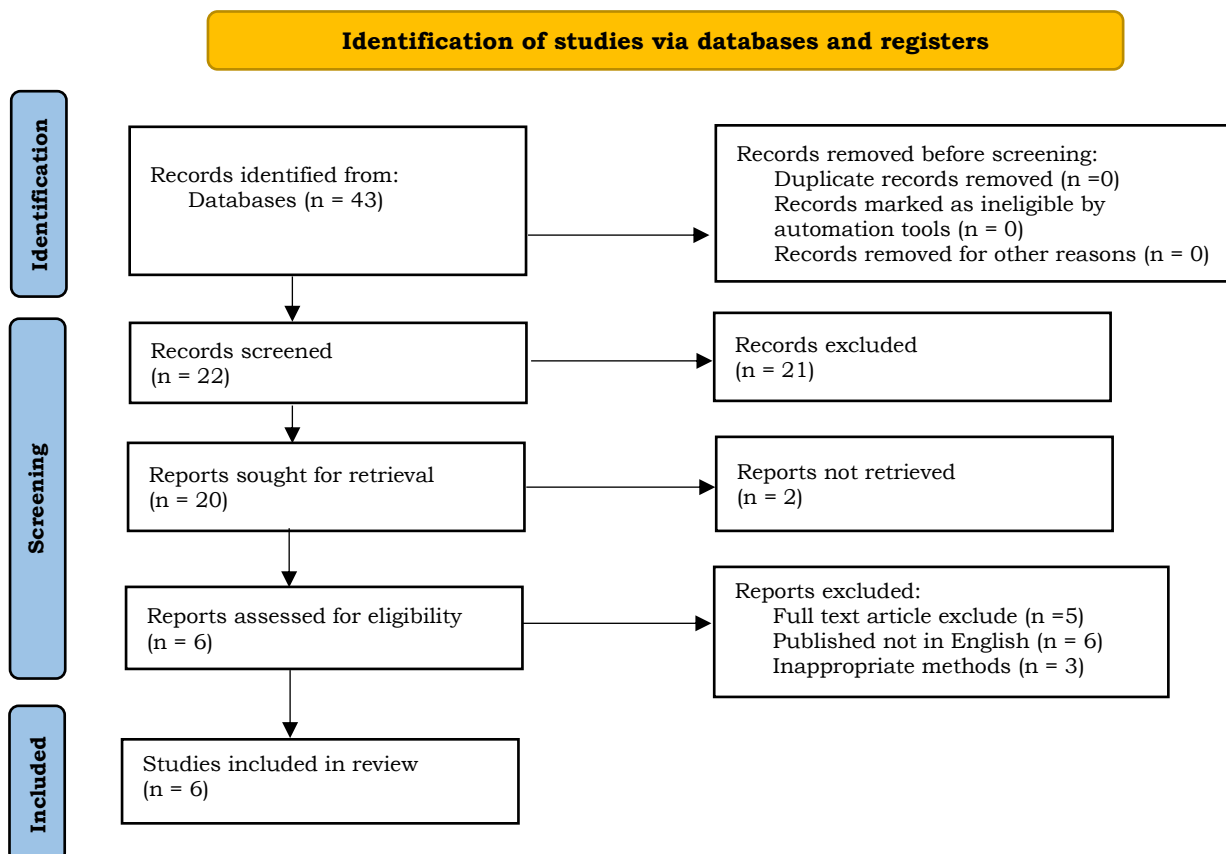 Identification of studies via databases and registers
Identification
Records identified from:
Databases (n = 43)
Records removed before screening:
Duplicate records removed (n =0)
Records marked as ineligible by
automation tools (n = 0)
Records removed for other reasons (n = 0)
Screening
Records screened
(n = 22)
Records excluded
(n = 21)
Reports sought for retrieval
(n = 20)
Reports not retrieved
(n = 2)
Reports assessed for eligibility
(n = 6)
Reports excluded:
Full text article exclude (n =5)
Published not in English (n = 6)
Inappropriate methods (n = 3)
Included
Studies included in review
(n = 6)